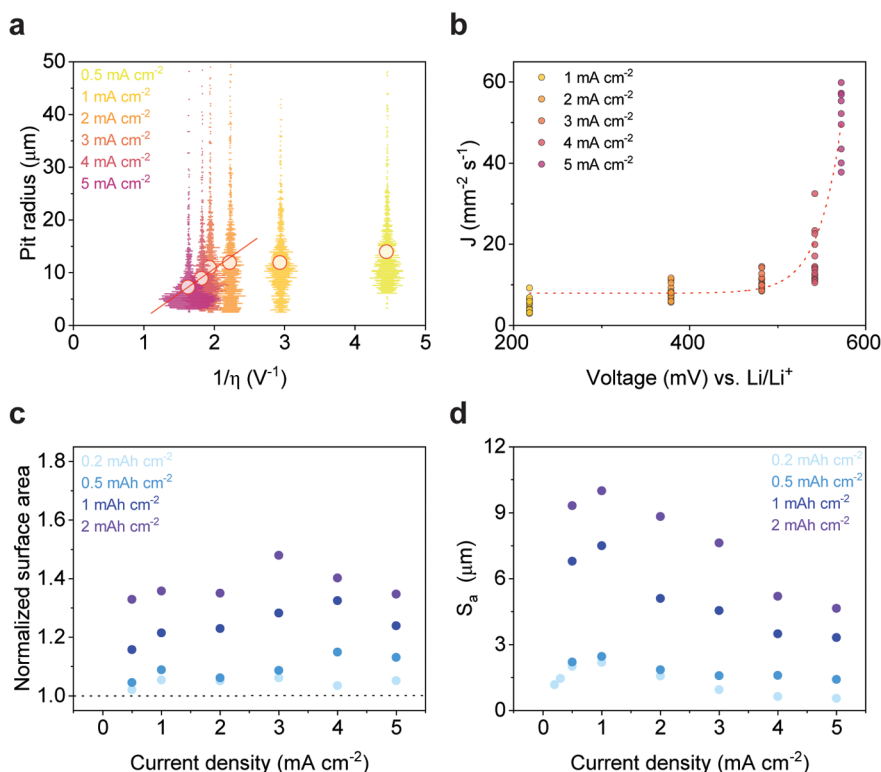 a
Pit radius (μm)
50
40
30
20
10
0
0.5 mA cm⁻²
1 mA cm⁻²
2 mA cm⁻²
3 mA cm⁻²
4 mA cm⁻²
5 mA cm⁻²
0 1 2 3 4 5
1/η (V⁻¹)
b
J (mm⁻² s⁻¹)
60
40
20
0
1 mA cm⁻²
2 mA cm⁻²
3 mA cm⁻²
4 mA cm⁻²
5 mA cm⁻²
200 400 600
Voltage (mV) vs. Li/Li⁺
c
Normalized surface area
1.8
1.6
1.4
1.2
1.0
0.2 mAh cm⁻²
0.5 mAh cm⁻²
1 mAh cm⁻²
2 mAh cm⁻²
0 1 2 3 4 5
Current density (mA cm⁻²)
d
Sₐ (μm)
12
9
6
3
0
0.2 mAh cm⁻²
0.5 mAh cm⁻²
1 mAh cm⁻²
2 mAh cm⁻²
0 1 2 3 4 5
Current density (mA cm⁻²)